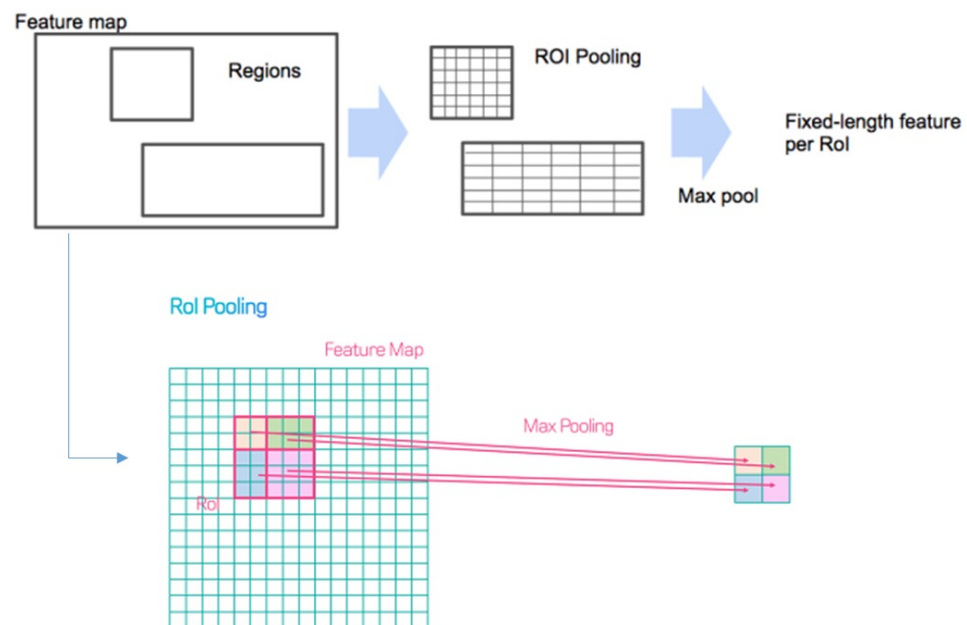 Feature map
Regions
ROI Pooling
Fixed-length feature
per RoI
Max pool
RoI Pooling
Feature Map
Max Pooling
RoI